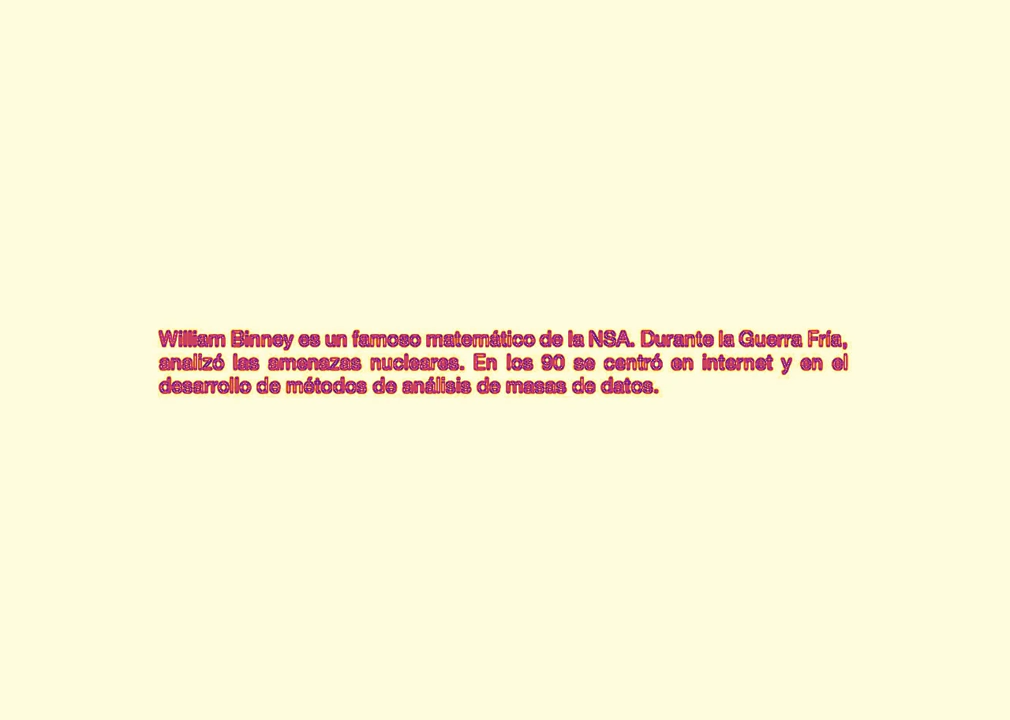 William Binney es un famoso matemático de la NSA. Durante la Guerra Fría,
analizó las amenazas nucleares. En los 90 se centró en internet y en el
desarrollo de métodos de análisis de masas de datos.